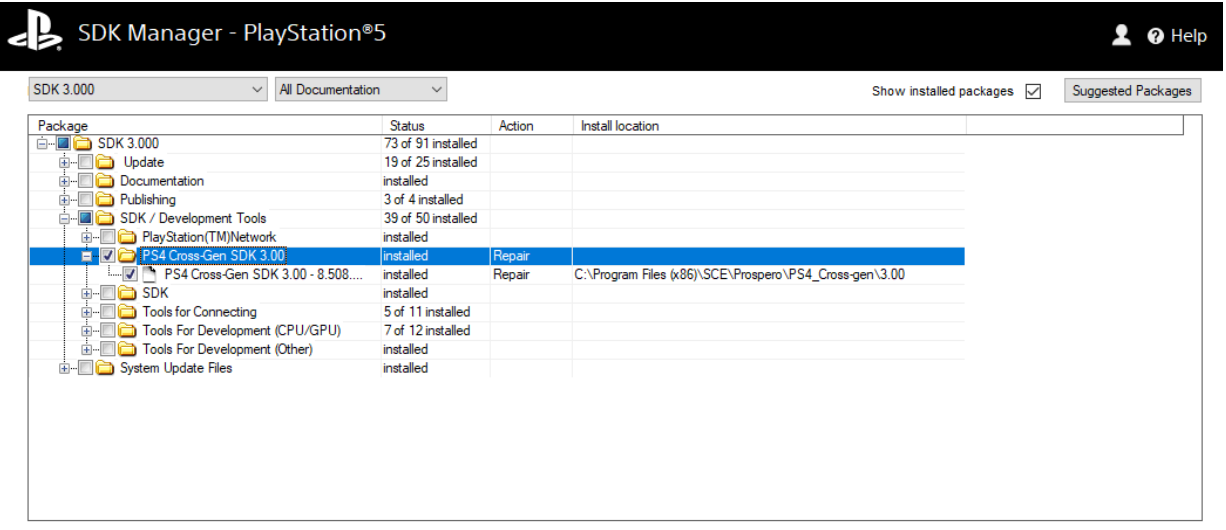 SDK Manager - PlayStation®5
Help
SDK 3.000 All Documentation Show installed packages Suggested Packages
Package Status Action Install location
SDK 3.000 73 of 91 installed
Update 19 of 25 installed
Documentation installed
Publishing 3 of 4 installed
SDK / Development Tools 39 of 50 installed
PlayStation(TM)Network installed
PS4 Cross-Gen SDK 3.00 installed Repair
PS4 Cross-Gen SDK 3.00 - 8.508.... installed Repair C:\Program Files (x86)\SCE\Prospero\PS4_Cross-gen\3.00
SDK installed
Tools for Connecting 5 of 11 installed
Tools For Development (CPU/GPU) 7 of 12 installed
Tools For Development (Other) installed
System Update Files installed